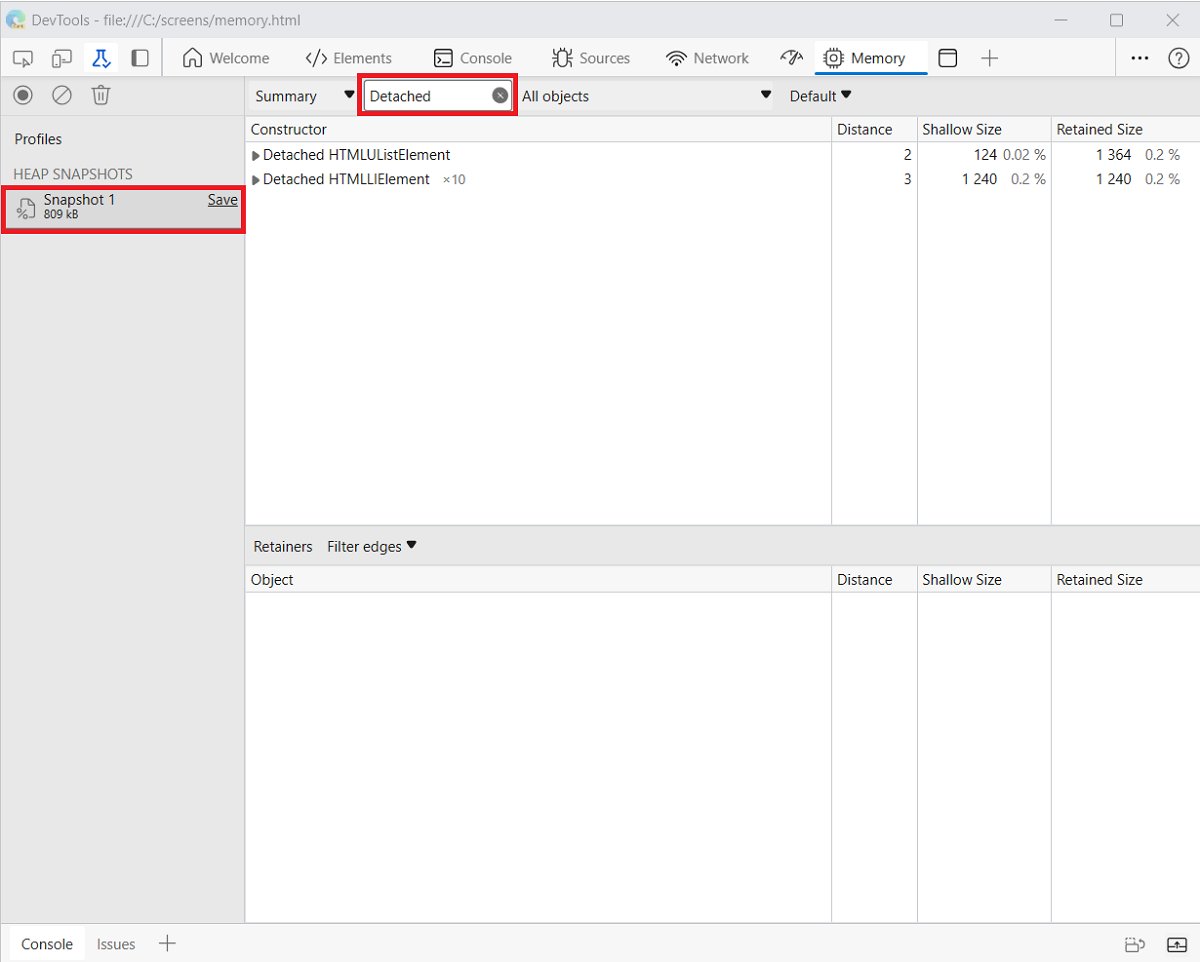 DevTools - file:///C:/screens/memory.html
Welcome Elements Console Sources Network Memory
Summary Detached All objects Default
Profiles
HEAP SNAPSHOTS
Snapshot 1 Save
809 kB
Constructor Distance Shallow Size Retained Size
Detached HTMLUListElement 2 124 0.02 % 1 364 0.2 %
Detached HTMLLIElement ×10 3 1 240 0.2 % 1 240 0.2 %
Retainers Filter edges
Object Distance Shallow Size Retained Size
Console Issues